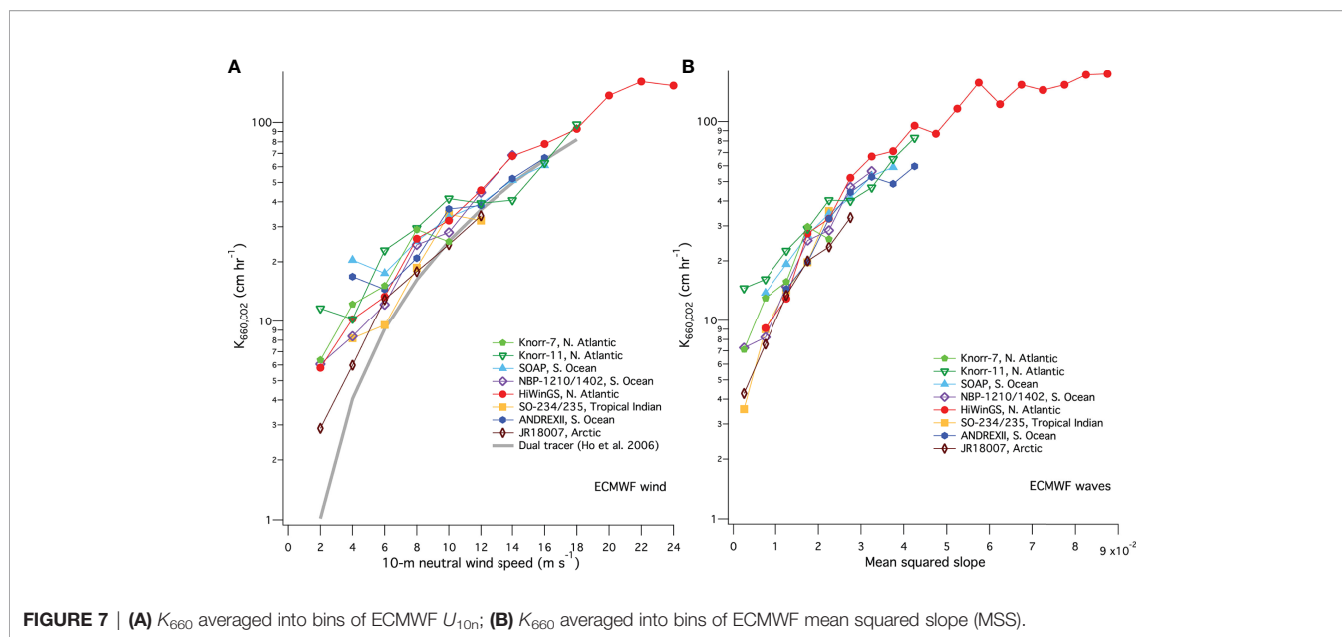 A
100
9
8
7
6
5
4
3
2
10
9
8
7
6
5
4
3
2
1
K660,CO2 (cm hr⁻¹)
Knorr-7, N. Atlantic
Knorr-11, N. Atlantic
SOAP, S. Ocean
NBP-1210/1402, S. Ocean
HiWinGS, N. Atlantic
SO-234/235, Tropical Indian
ANDREXII, S. Ocean
JR18007, Arctic
Dual tracer (Ho et al. 2006)
ECMWF wind
0 2 4 6 8 10 12 14 16 18 20 22 24
10-m neutral wind speed (m s⁻¹)
B
100
9
8
7
6
5
4
3
2
10
9
8
7
6
5
4
3
2
1
K660,CO2 (cm hr⁻¹)
Knorr-7, N. Atlantic
Knorr-11, N. Atlantic
SOAP, S. Ocean
NBP-1210/1402, S. Ocean
HiWinGS, N. Atlantic
SO-234/235, Tropical Indian
ANDREXII, S. Ocean
JR18007, Arctic
ECMWF waves
0 1 2 3 4 5 6 7 8 9 x10⁻²
Mean squared slope
FIGURE 7 | (A) K660 averaged into bins of ECMWF U10n; (B) K660 averaged into bins of ECMWF mean squared slope (MSS).